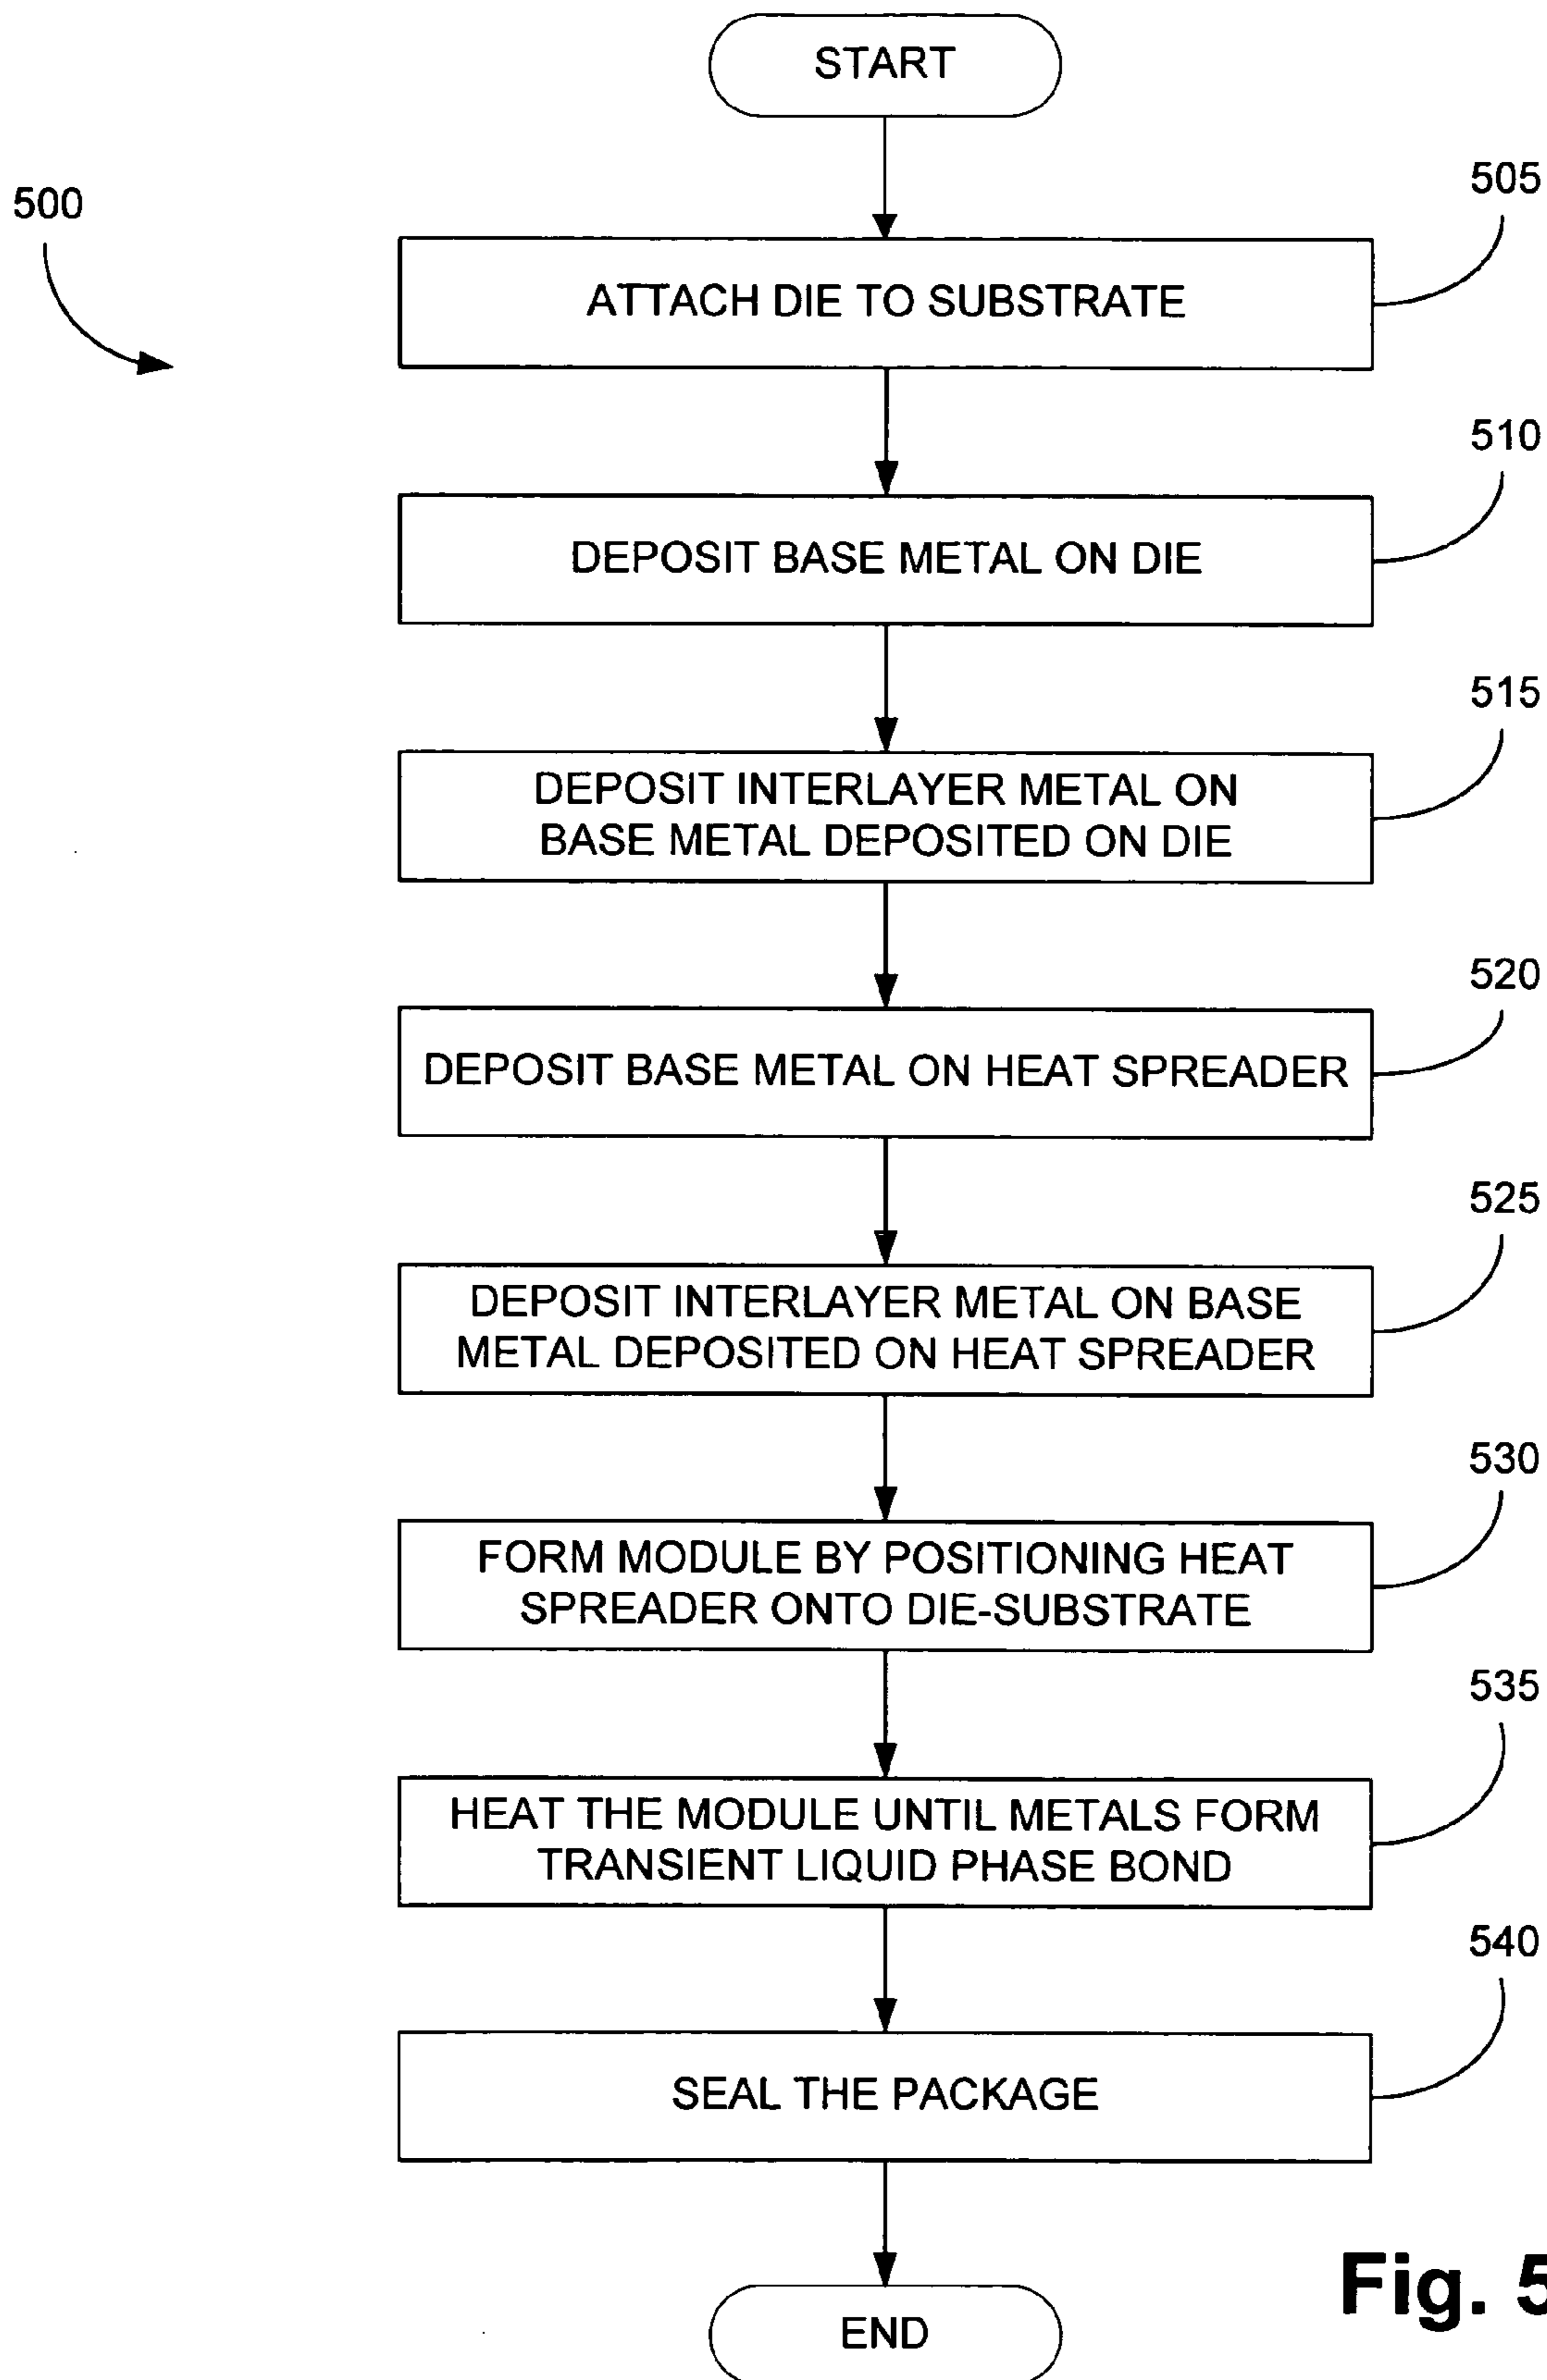 START
500
505
ATTACH DIE TO SUBSTRATE
510
DEPOSIT BASE METAL ON DIE
515
DEPOSIT INTERLAYER METAL ON
BASE METAL DEPOSITED ON DIE
520
DEPOSIT BASE METAL ON HEAT SPREADER
525
DEPOSIT INTERLAYER METAL ON BASE
METAL DEPOSITED ON HEAT SPREADER
530
FORM MODULE BY POSITIONING HEAT
SPREADER ONTO DIE-SUBSTRATE
535
HEAT THE MODULE UNTIL METALS FORM
TRANSIENT LIQUID PHASE BOND
540
SEAL THE PACKAGE
Fig. 5
END